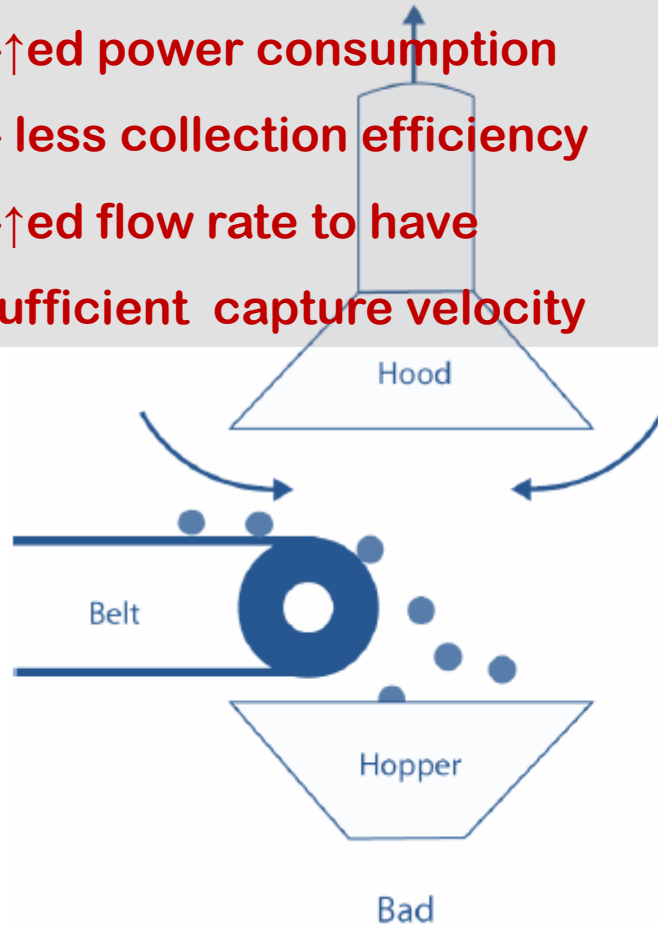 ↑ed power consumption
less collection efficiency
↑ed flow rate to have
ufficient capture velocity
Hood
Belt
Hopper
Bad